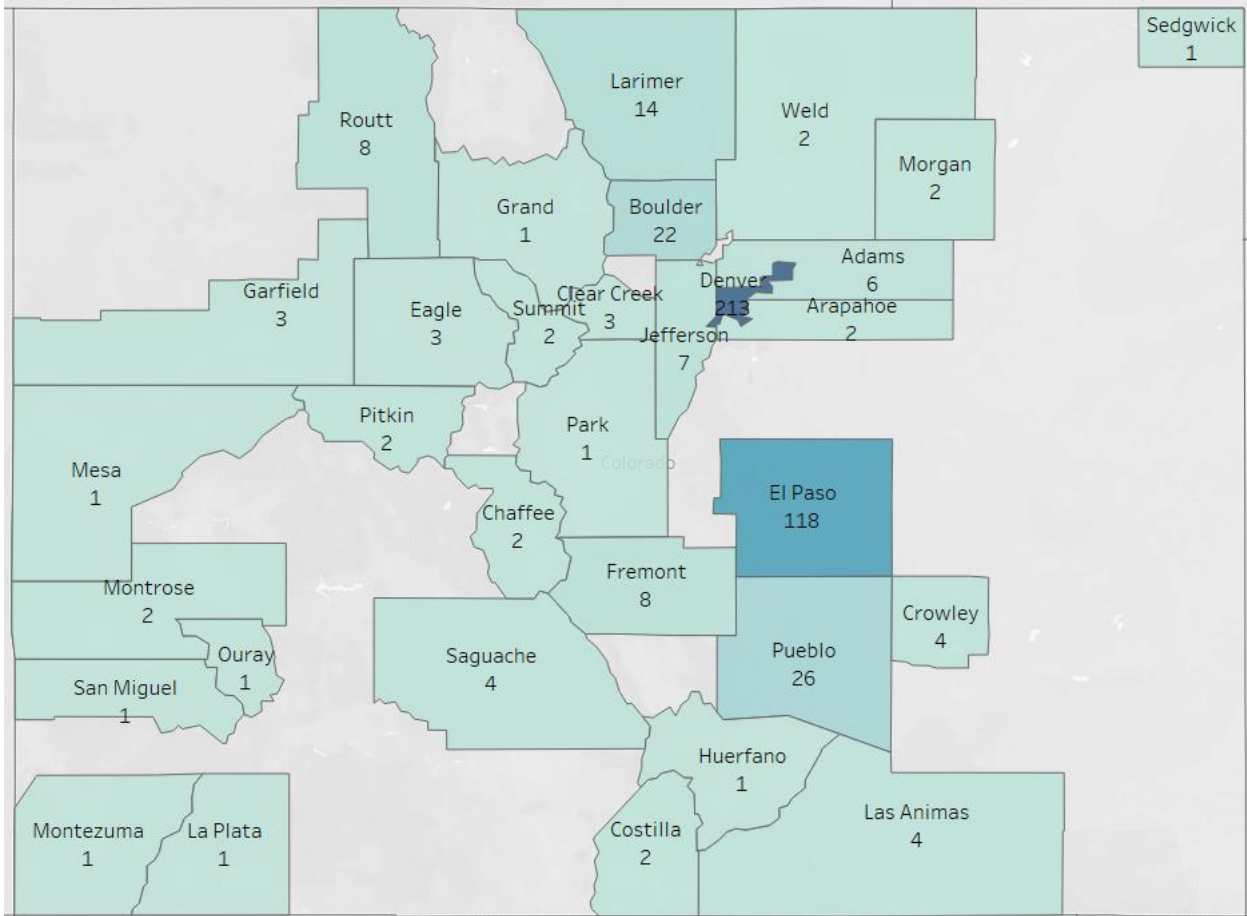 Sedgwick
1
Larimer
14
Weld
2
Routt
8
Morgan
2
Grand
1
Boulder
22
Adams
6
Denver
213
Garfield
3
Eagle
3
Summit
2
Clear Creek
3
Arapahoe
2
Jefferson
7
Pitkin
2
Park
1
Colorado
Mesa
1
El Paso
118
Chaffee
2
Fremont
8
Montrose
2
Crowley
4
Ouray
1
Saguache
4
Pueblo
26
San Miguel
1
Huerfano
1
Las Animas
4
Montezuma
1
La Plata
1
Costilla
2